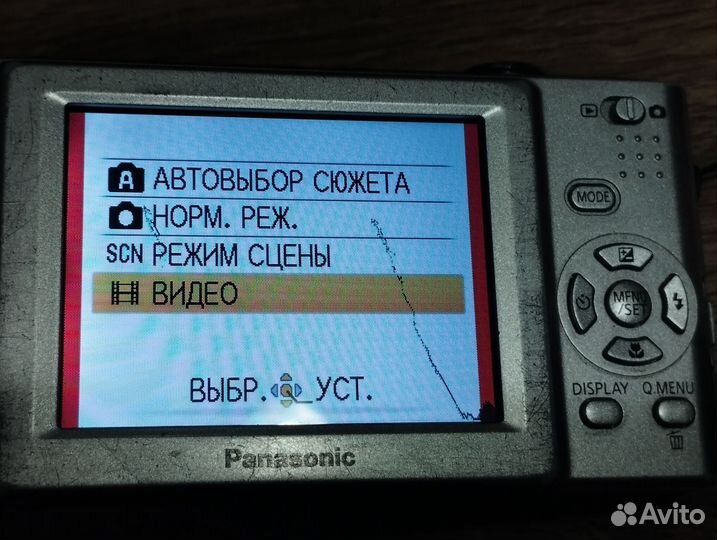 A АВТОВЫБОР СЮЖЕТА
НОРМ. РЕЖ.
SCN РЕЖИМ СЦЕНЫ
ВИДЕО
ВЫБР. УСТ.
Panasonic
MODE
MENU
/SET
DISPLAY Q.MENU
Avito